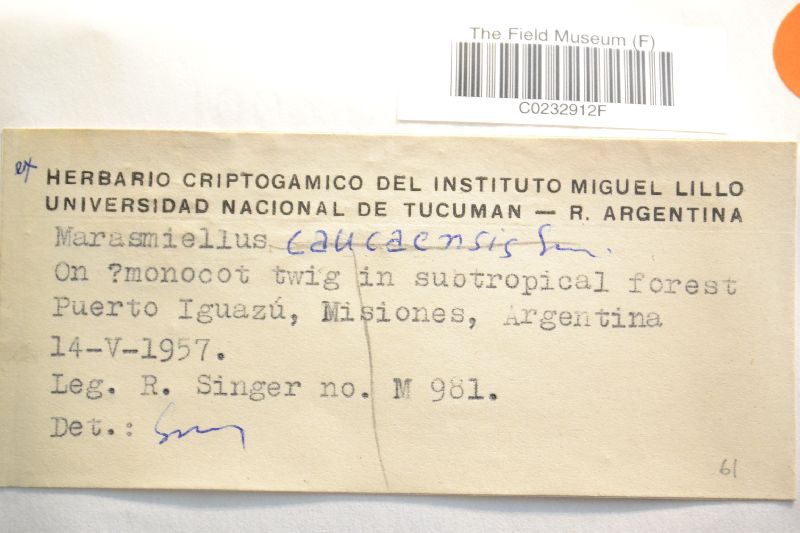 The Field Museum (F)
C0232912F
ex HERBARIO CRIPTOGAMICO DEL INSTITUTO MIGUEL LILLO
UNIVERSIDAD NACIONAL DE TUCUMAN — R. ARGENTINA
Marasmiellus caucaensis Sing.
On ?monocot twig in subtropical forest
Puerto Iguazú, Misiones, Argentina
14-V-1957.
Leg. R. Singer no. M 981.
Det.:
61